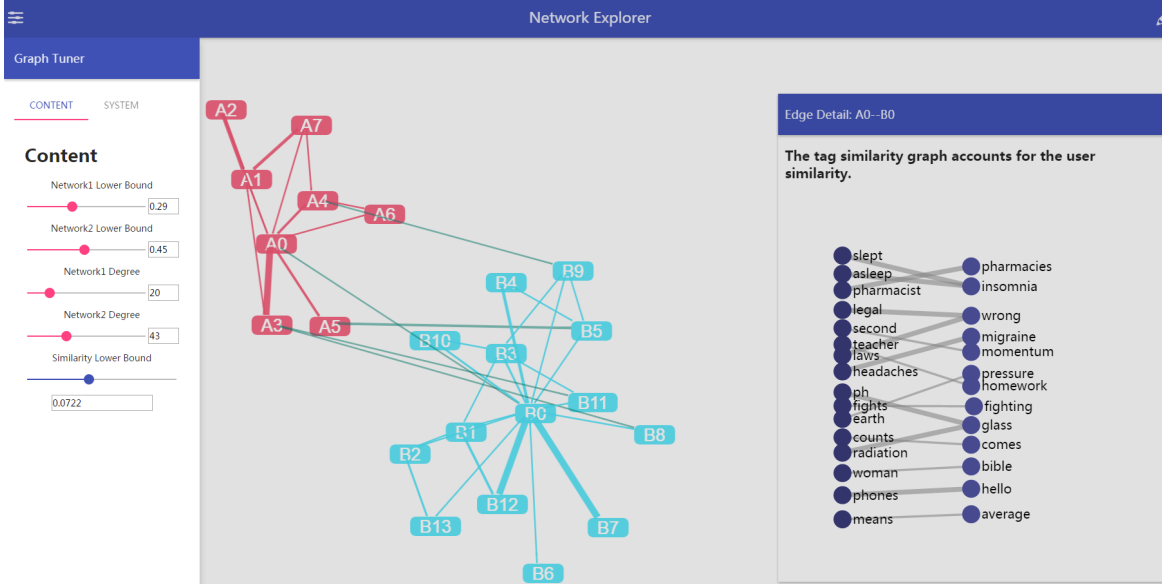 Network Explorer
Graph Tuner
CONTENT SYSTEM
Content
Network1 Lower Bound
0.29
Network2 Lower Bound
0.45
Network1 Degree
20
Network2 Degree
43
Similarity Lower Bound
0.0722
A2
A7
A1
A4
A6
A0
A3
A5
B9
B4
B5
B10
B3
B11
B0
B1
B8
B2
B12
B13
B7
B6
Edge Detail: A0--B0
The tag similarity graph accounts for the user
similarity.
slept
asleep
pharmacist
legal
second
teacher
laws
headaches
ph
fights
earth
counts
radiation
woman
phones
means
pharmacies
insomnia
wrong
migraine
momentum
pressure
homework
fighting
glass
comes
bible
hello
average